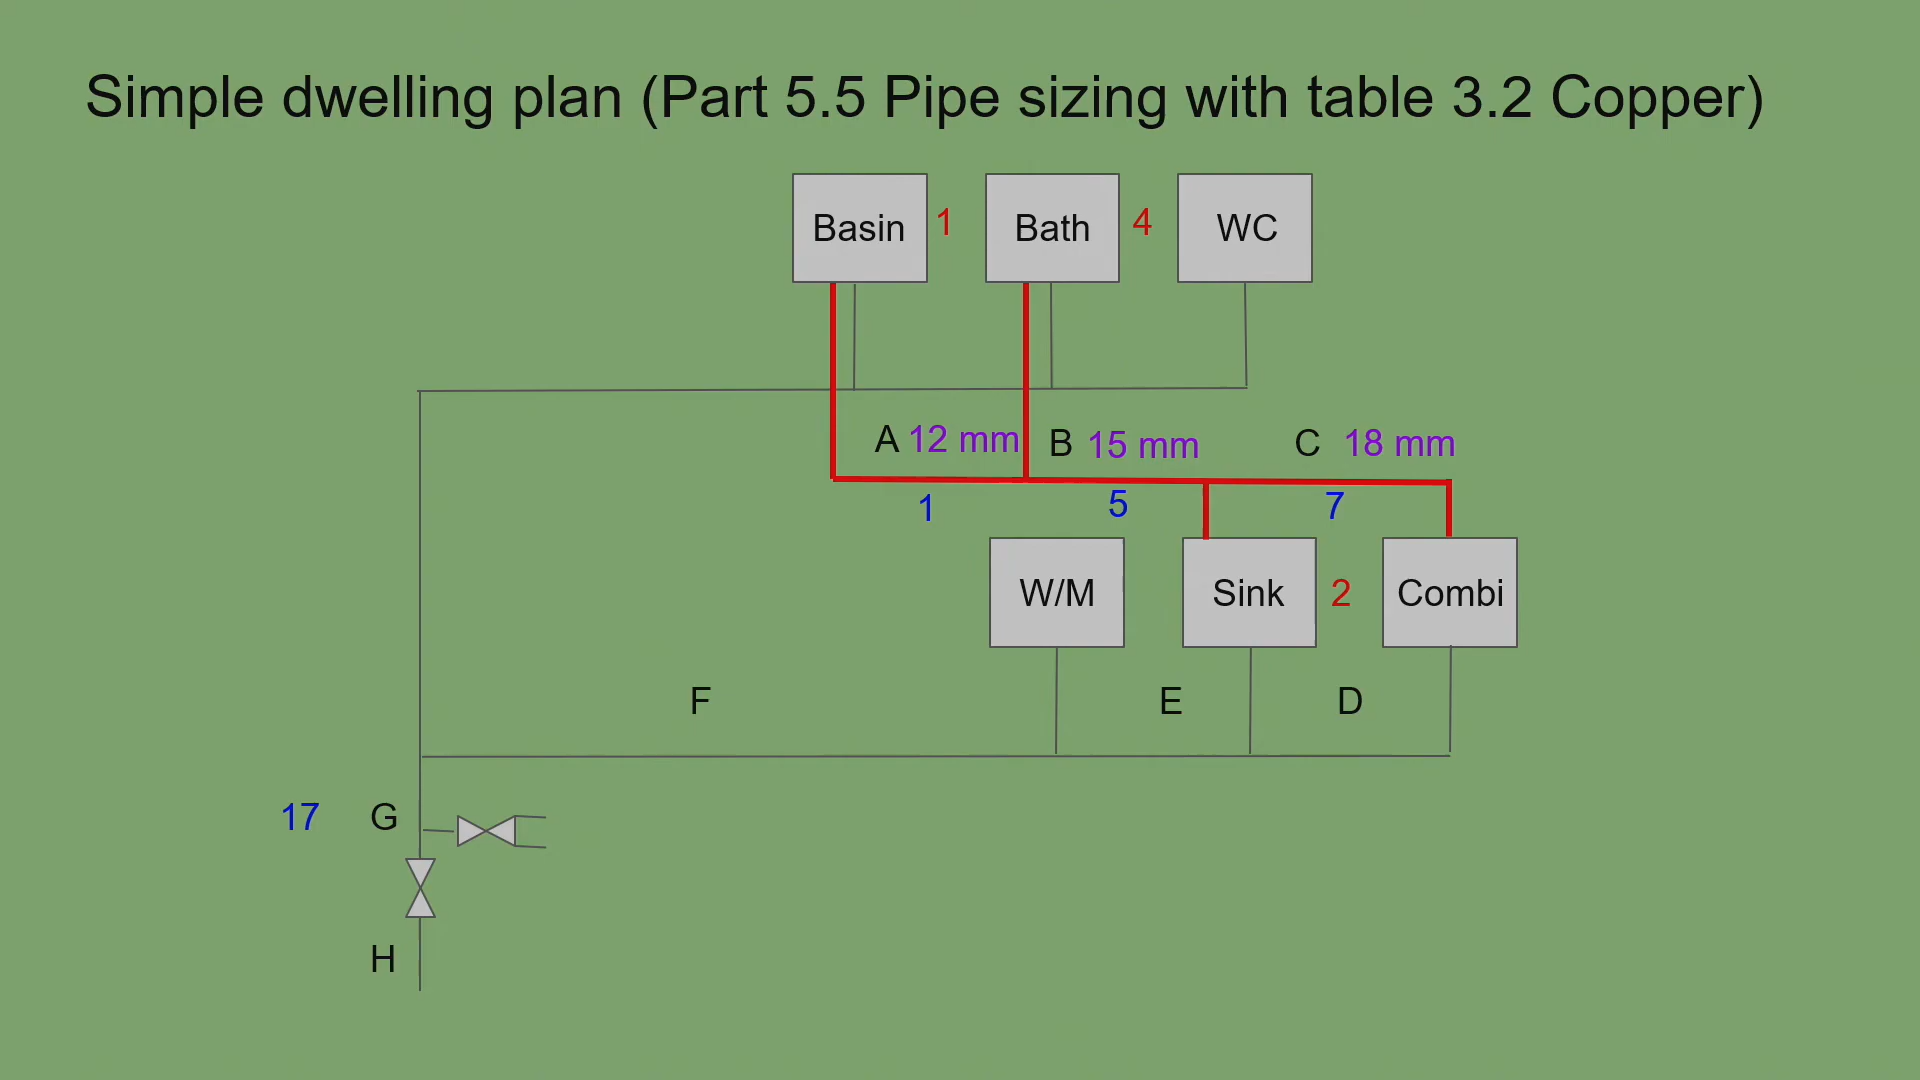 Simple dwelling plan (Part 5.5 Pipe sizing with table 3.2 Copper)
Basin 1 Bath 4 WC
A 12 mm B 15 mm C 18 mm
1 5 7
W/M Sink 2 Combi
F E D
17 G
H